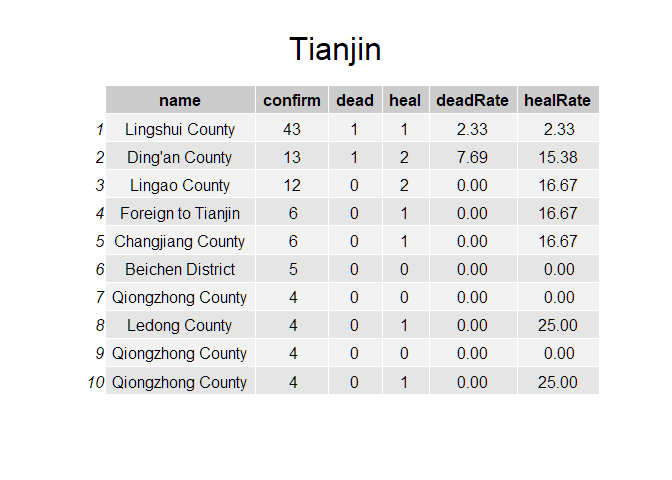 Tianjin
name confirm dead heal deadRate healRate
1 Lingshui County 43 1 1 2.33 2.33
2 Ding'an County 13 1 2 7.69 15.38
3 Lingao County 12 0 2 0.00 16.67
4 Foreign to Tianjin 6 0 1 0.00 16.67
5 Changjiang County 6 0 1 0.00 16.67
6 Beichen District 5 0 0 0.00 0.00
7 Qiongzhong County 4 0 0 0.00 0.00
8 Ledong County 4 0 1 0.00 25.00
9 Qiongzhong County 4 0 0 0.00 0.00
10 Qiongzhong County 4 0 1 0.00 25.00